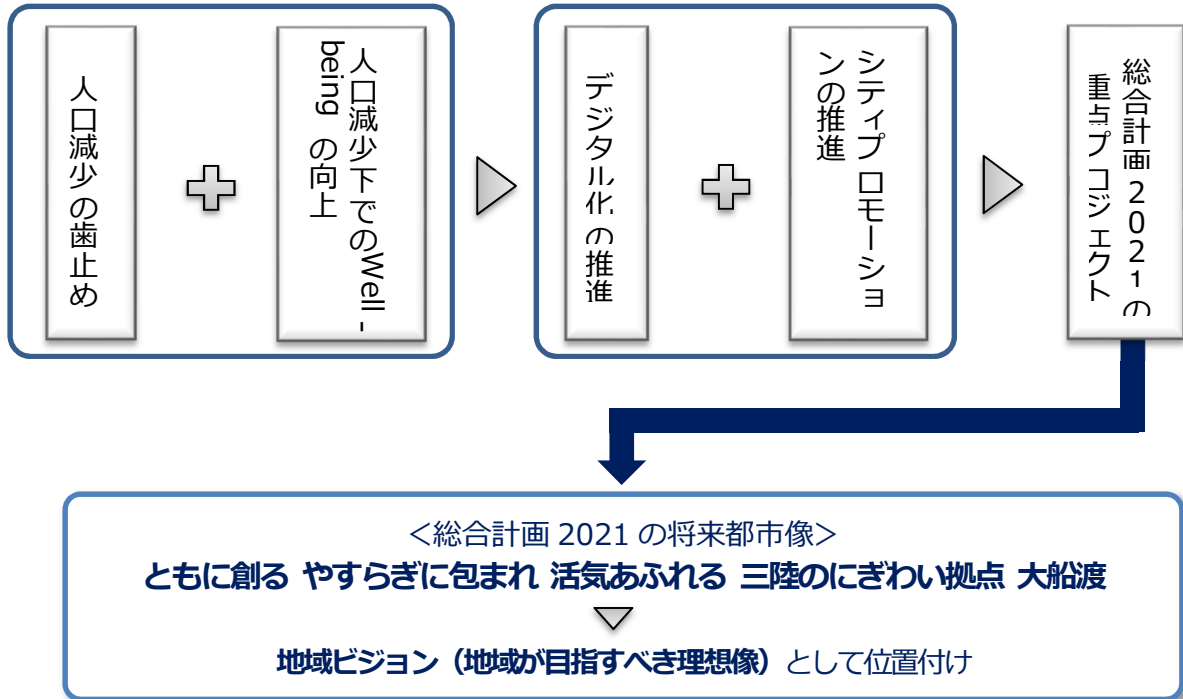 人口減少の歯止め
人口減少下でのWell-
being の向上
デジタル化の推進
シティプロモーショ
ンの推進
総合計画2021の
重点プロジェクト
＜総合計画 2021 の将来都市像＞
ともに創る やすらぎに包まれ 活気あふれる 三陸のにぎわい拠点 大船渡
地域ビジョン（地域が目指すべき理想像）として位置付け